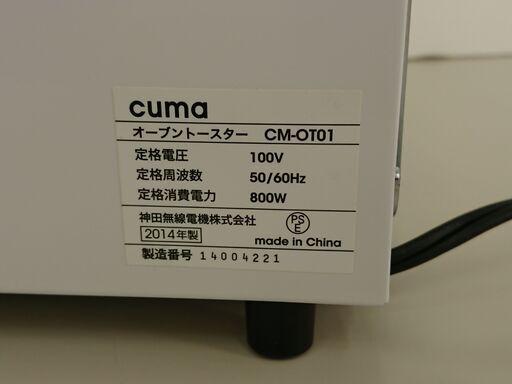 cuma
オーブントースター CM-OT01
定格電圧 100V
定格周波数 50/60Hz
定格消費電力 800W
神田無線電機株式会社
PSE
2014年製
made in China
製造番号 14004221